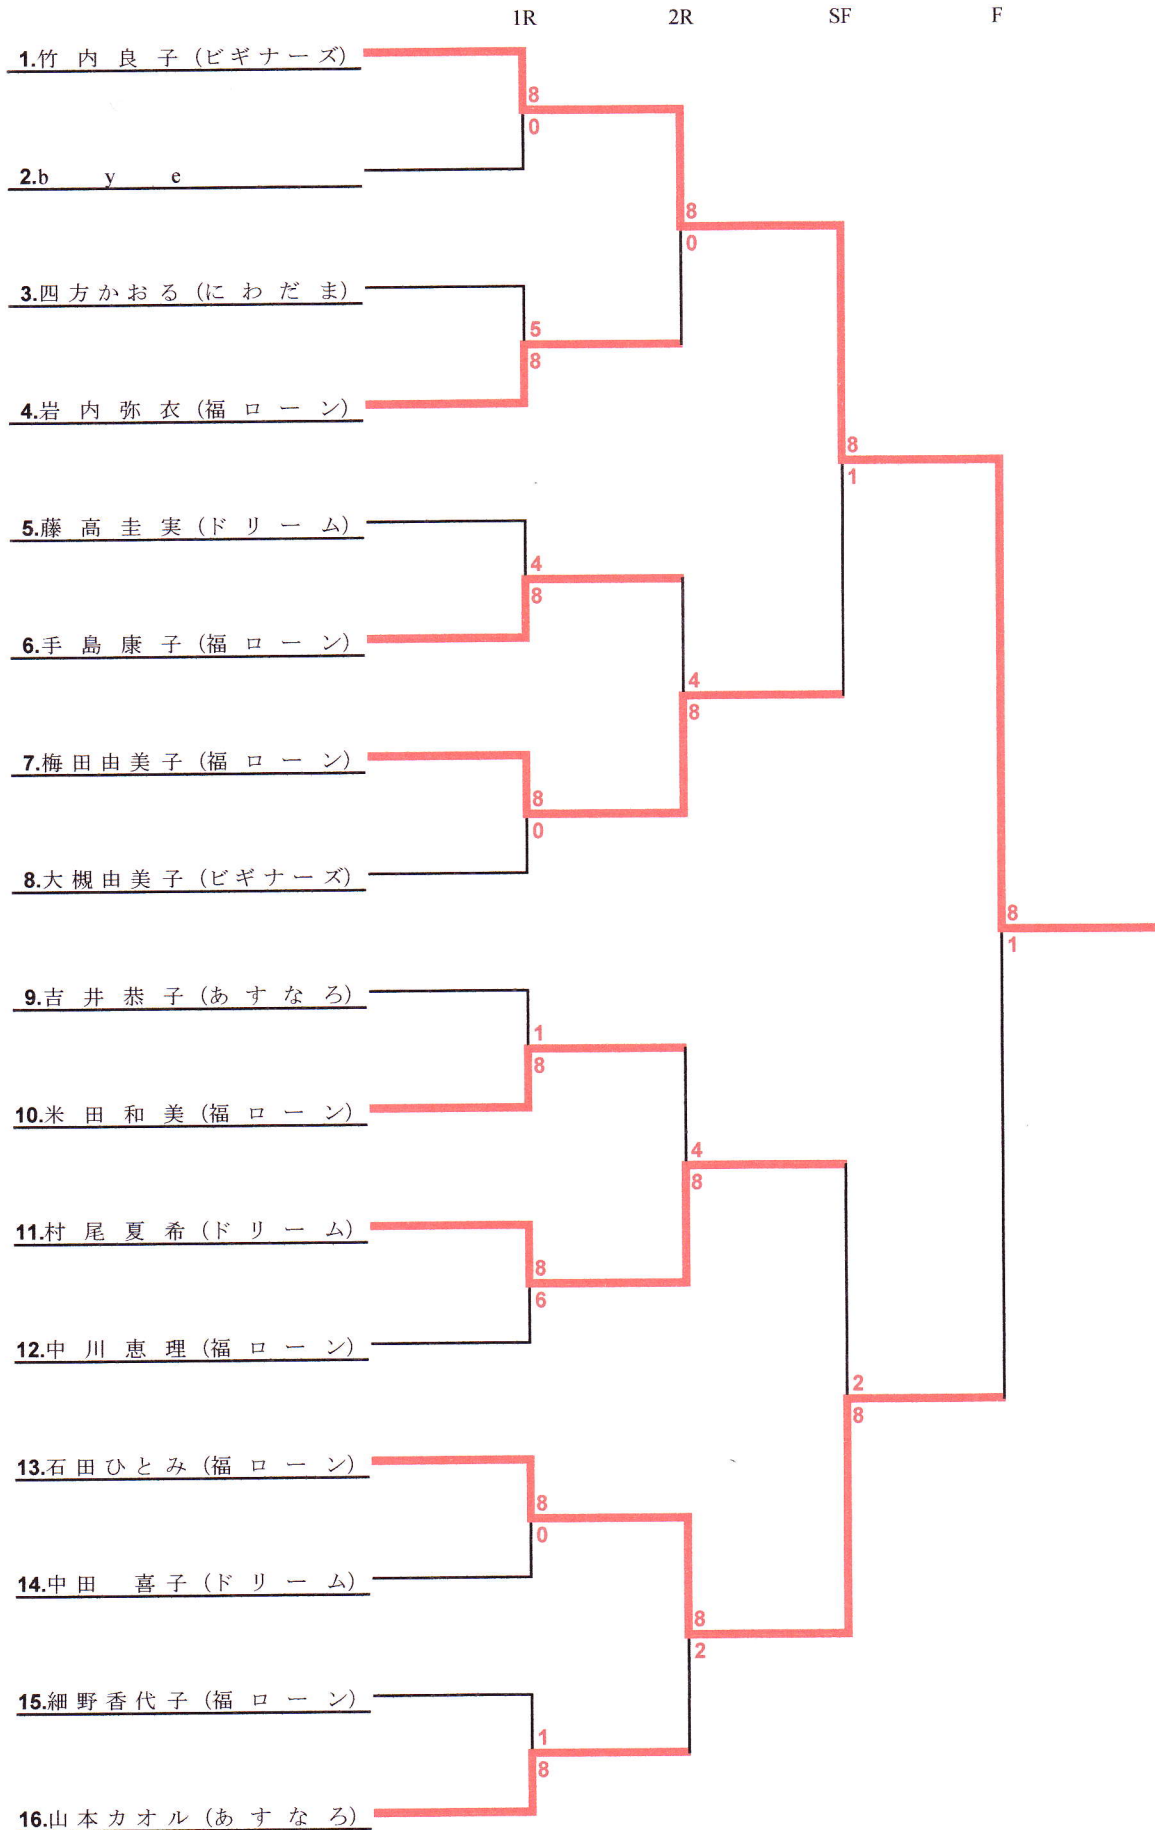 1R 2R SF F
1.竹内良子(ビギナーズ)
8
0
2.bye
8
0
3.四方かおる(にわだま)
5
8
4.岩内弥衣(福ローン)
8
1
5.藤高圭実(ドリーム)
4
8
6.手島康子(福ローン)
4
8
7.梅田由美子(福ローン)
8
0
8.大槻由美子(ビギナーズ)
8
1
9.吉井恭子(あすなろ)
1
8
10.米田和美(福ローン)
4
8
11.村尾夏希(ドリーム)
8
6
12.中川恵理(福ローン)
2
8
13.石田ひとみ(福ローン)
8
0
14.中田 喜子(ドリーム)
8
2
15.細野香代子(福ローン)
1
8
16.山本カオル(あすなろ)